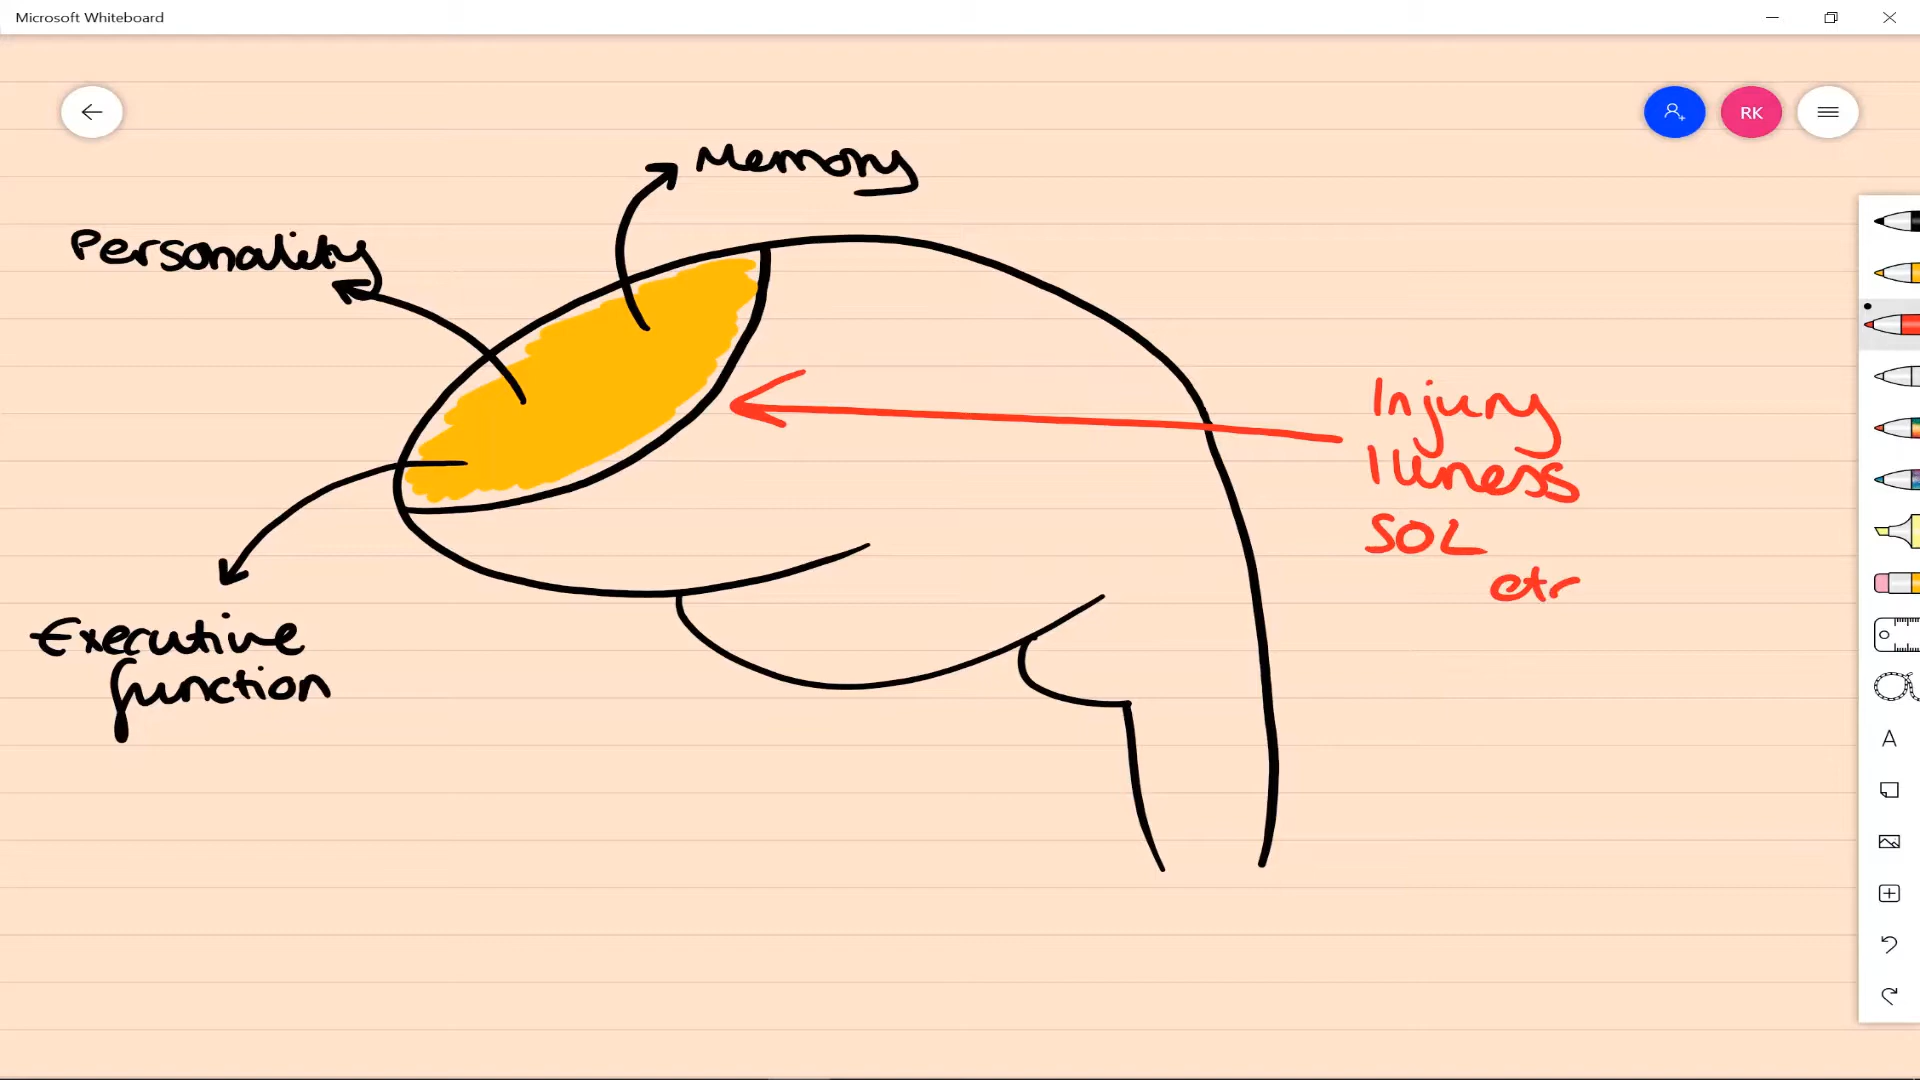 Microsoft Whiteboard
RK
Memory
Personality
Injury
Illness
SOL
etc
Executive
function
A